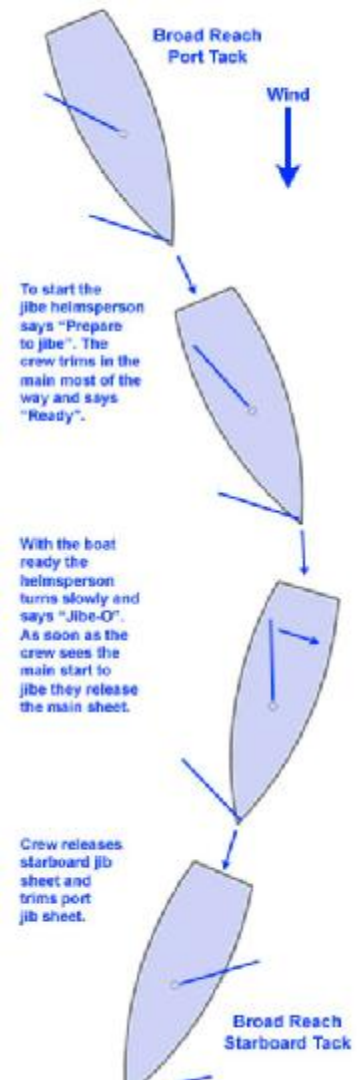 Broad Reach
Port Tack
Wind
To start the
jibe helmsperson
says "Prepare
to jibe". The
crew trims in the
main most of the
way and says
"Ready".
With the boat
ready the
helmsperson
turns slowly and
says "Jibe-O".
As soon as the
crew sees the
main start to
jibe they release
the main sheet.
Crew releases
starboard jib
sheet and
trims port
jib sheet.
Broad Reach
Starboard Tack